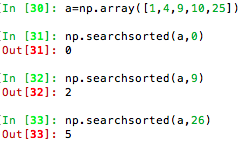 [In [30]: a=np.array([1,4,9,10,25])
[In [31]: np.searchsorted(a,0)
Out[31]: 0
[In [32]: np.searchsorted(a,9)
Out[32]: 2
[In [33]: np.searchsorted(a,26)
Out[33]: 5